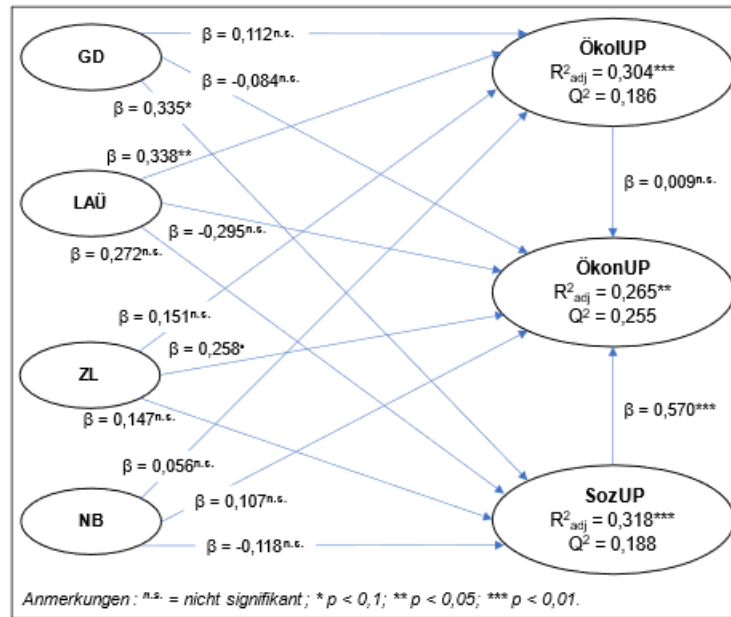 GD
β = 0,112ⁿ·ˢ·
β = -0,084ⁿ·ˢ·
β = 0,335*
ÖkolUP
R²adj = 0,304***
Q² = 0,186
LAÜ
β = 0,338**
β = -0,295ⁿ·ˢ·
β = 0,272ⁿ·ˢ·
β = 0,009ⁿ·ˢ·
ÖkonUP
R²adj = 0,265**
Q² = 0,255
ZL
β = 0,151ⁿ·ˢ·
β = 0,258*
β = 0,147ⁿ·ˢ·
β = 0,570***
NB
β = 0,056ⁿ·ˢ·
β = 0,107ⁿ·ˢ·
β = -0,118ⁿ·ˢ·
SozUP
R²adj = 0,318***
Q² = 0,188
Anmerkungen: ⁿ·ˢ· = nicht signifikant; * p < 0,1; ** p < 0,05; *** p < 0,01.